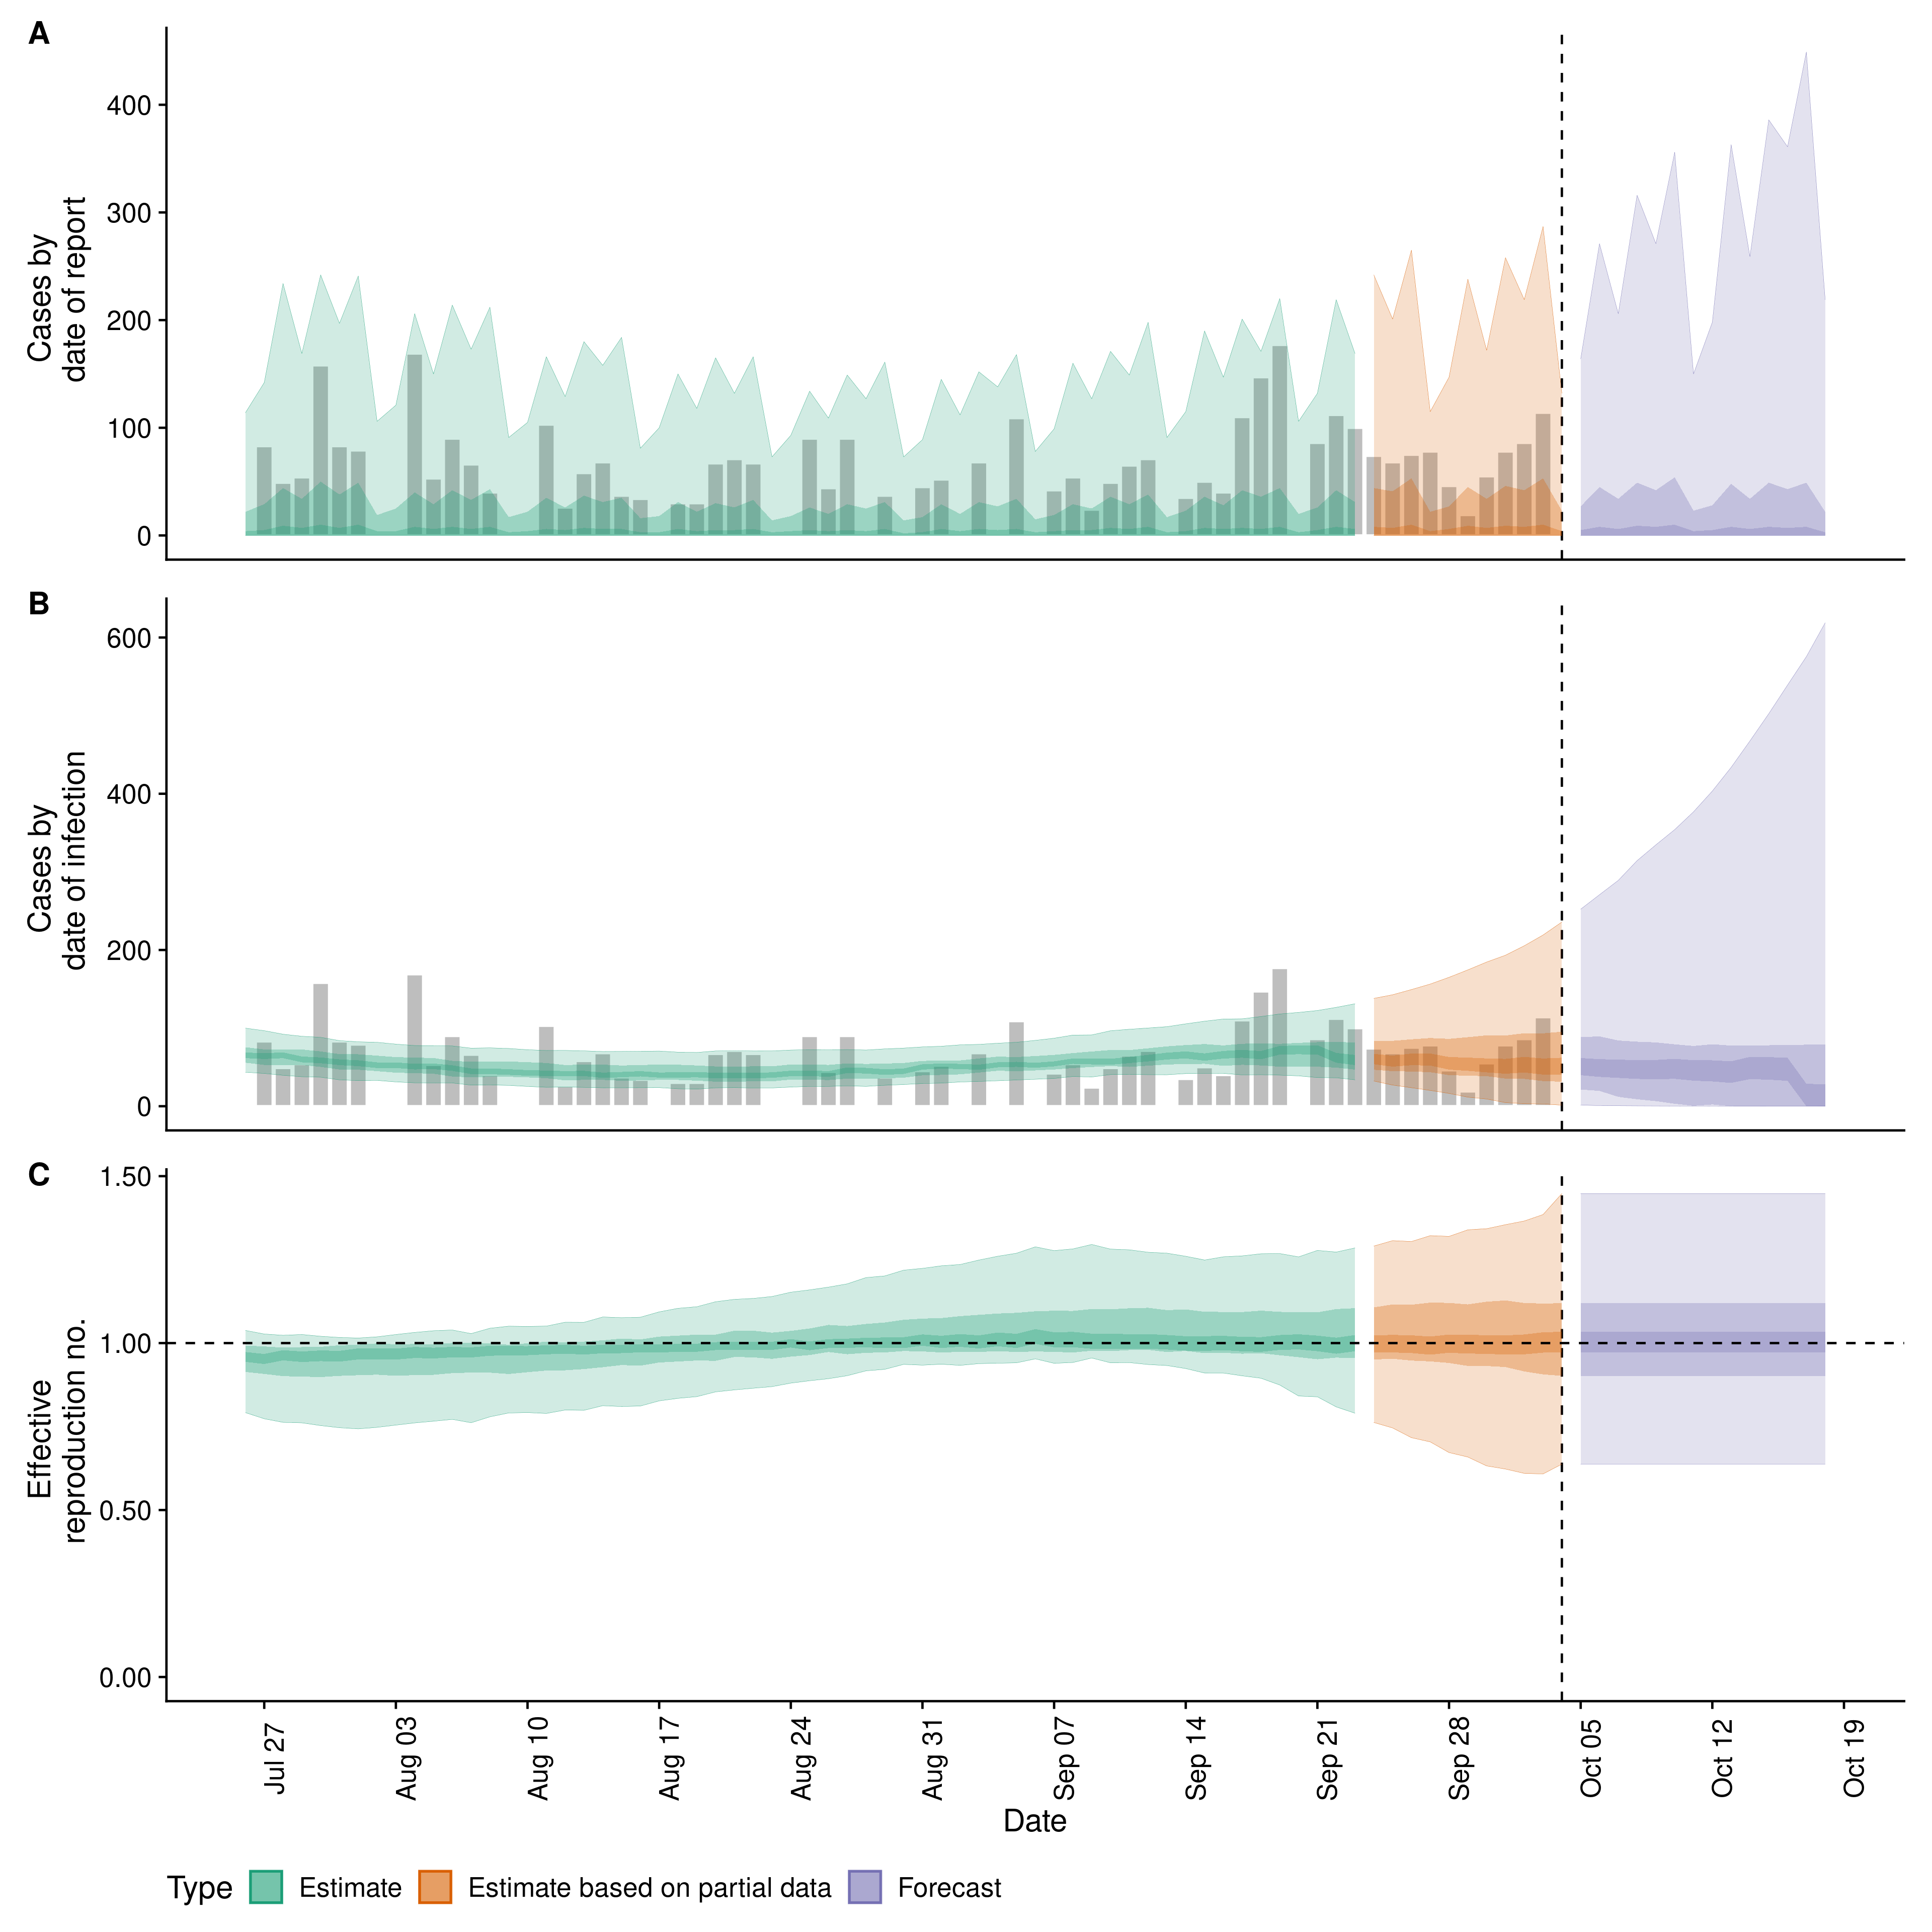 A
400
300
200
100
0
Cases by
date of report
B
600
400
200
0
Cases by
date of infection
C
1.50
1.00
0.50
0.00
Effective
reproduction no.
Jul 27
Aug 03
Aug 10
Aug 17
Aug 24
Aug 31
Sep 07
Sep 14
Sep 21
Sep 28
Oct 05
Oct 12
Oct 19
Date
Type Estimate Estimate based on partial data Forecast